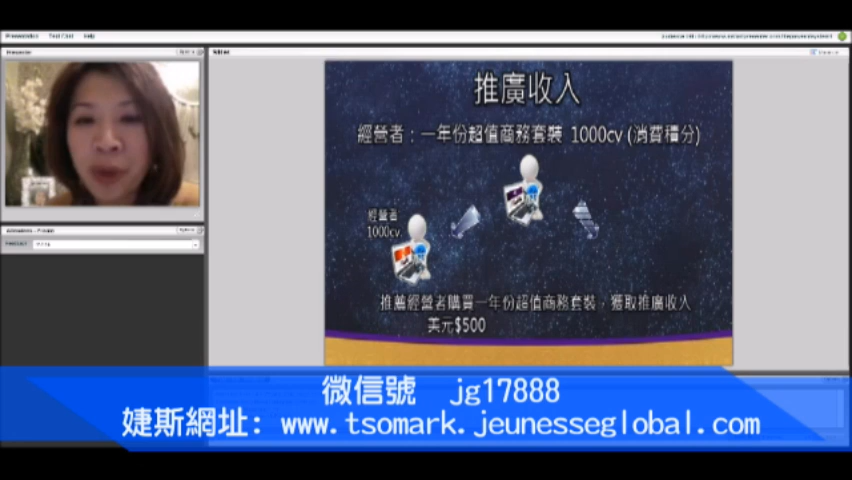 Help
推廣收入
經營者：一年份超值商務套裝 1000cv (消費積分)
經營者
1000cv.
推薦經營者購買一年份超值商務套裝，獲取推廣收入
美元$500
微信號 jg17888
婕斯網址: www.tsomark.jeunesseglobal.com